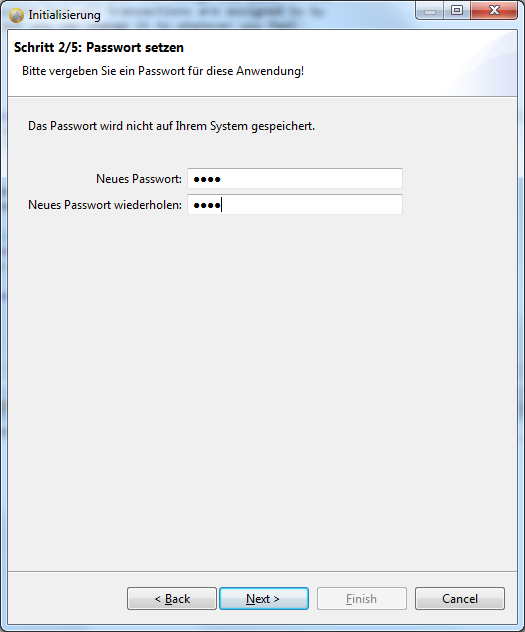 Initialisierung
Schritt 2/5: Passwort setzen
Bitte vergeben Sie ein Passwort für diese Anwendung!
Das Passwort wird nicht auf Ihrem System gespeichert.
Neues Passwort: ●●●●
Neues Passwort wiederholen: ●●●●
< Back Next > Finish Cancel